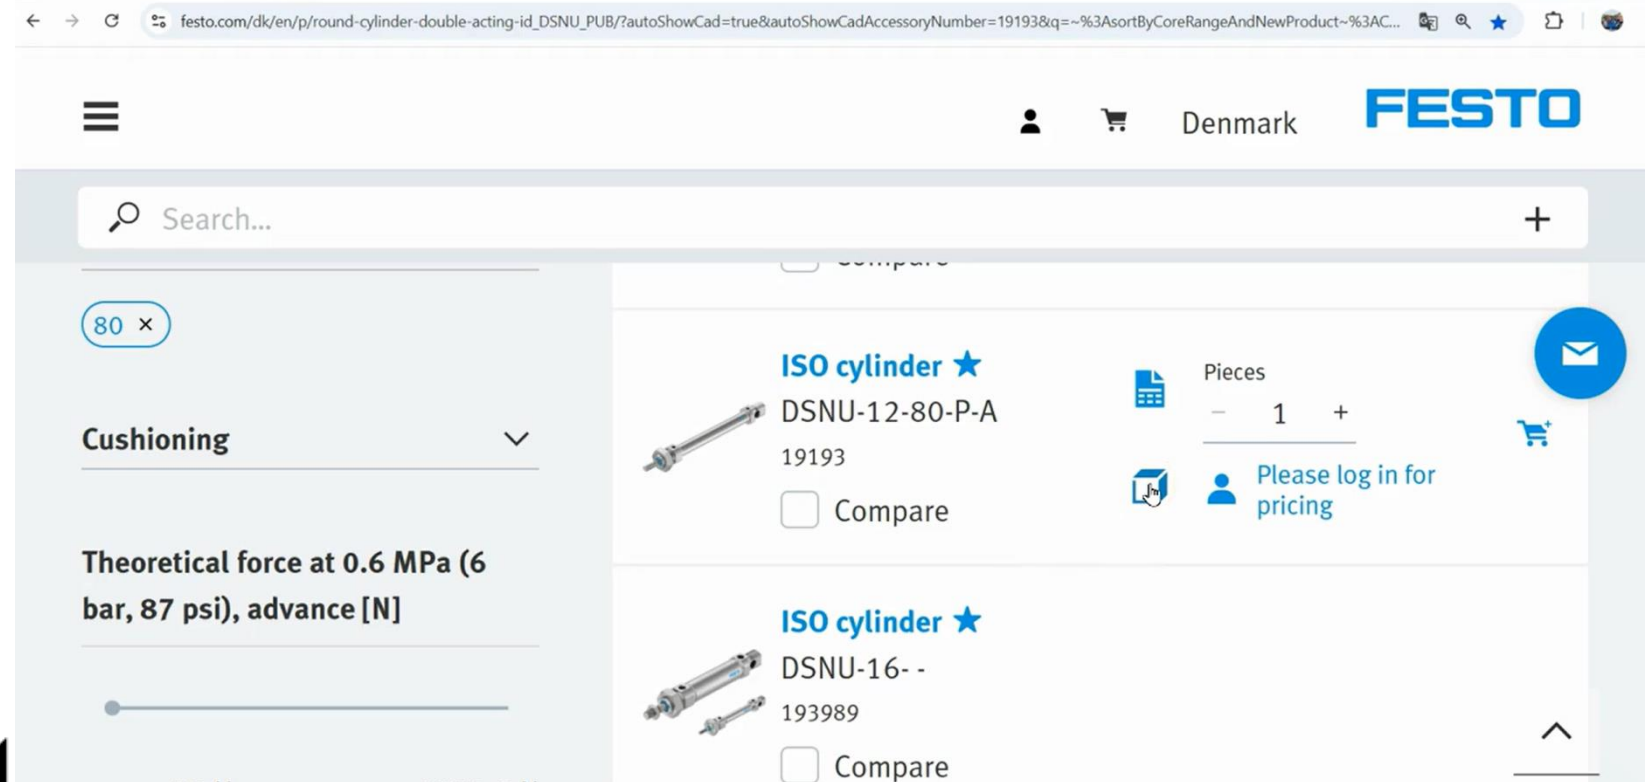 festo.com/dk/en/p/round-cylinder-double-acting-id_DSNU_PUB/?autoShowCad=true&autoShowCadAccessoryNumber=19193&q=~%3AsortByCoreRangeAndNewProduct~%3AC...
Denmark
FESTO
Search...
80 ×
Compare
ISO cylinder
DSNU-12-80-P-A
19193
Compare
Pieces
− 1 +
Please log in for
pricing
Cushioning
Theoretical force at 0.6 MPa (6
bar, 87 psi), advance [N]
ISO cylinder
DSNU-16- -
193989
Compare